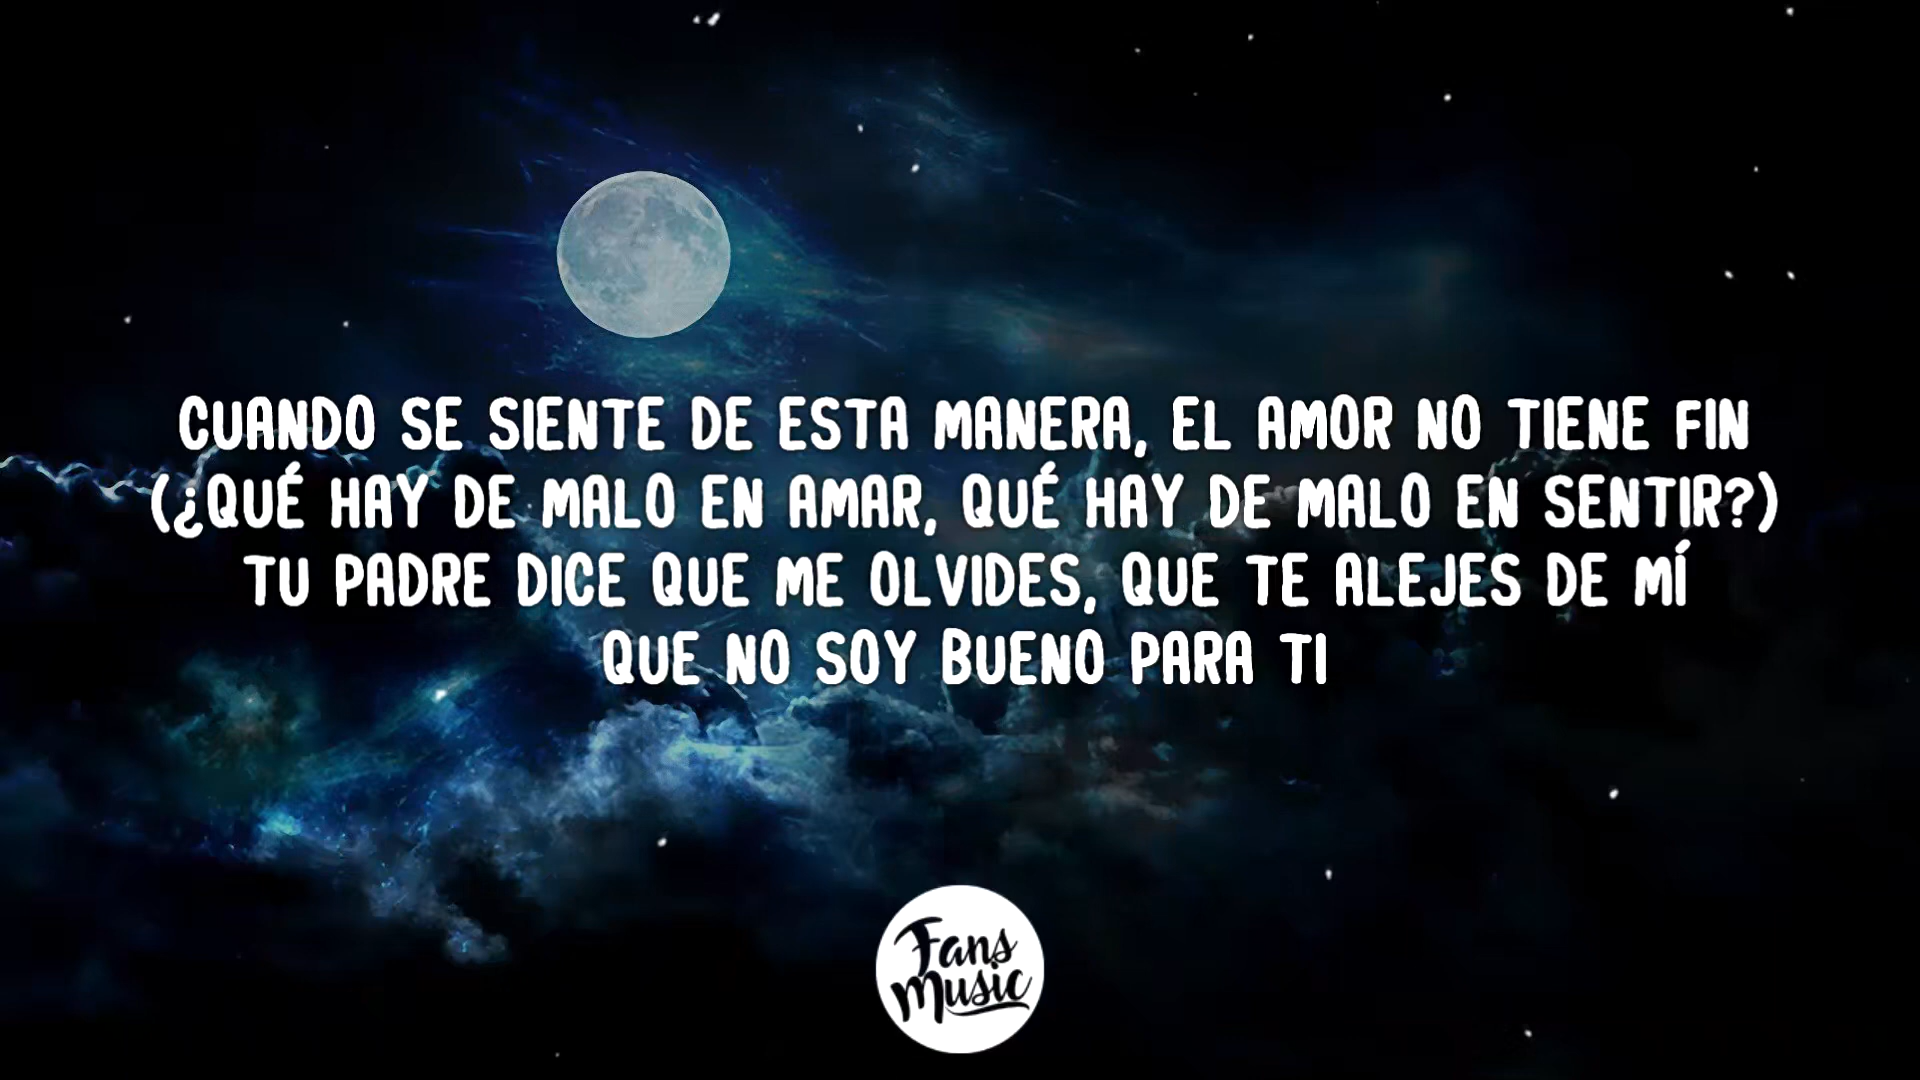 CUANDO SE SIENTE DE ESTA MANERA, EL AMOR NO TIENE FIN
(¿QUÉ HAY DE MALO EN AMAR, QUÉ HAY DE MALO EN SENTIR?)
TU PADRE DICE QUE ME OLVIDES, QUE TE ALEJES DE MÍ
QUE NO SOY BUENO PARA TI
Fans
Music